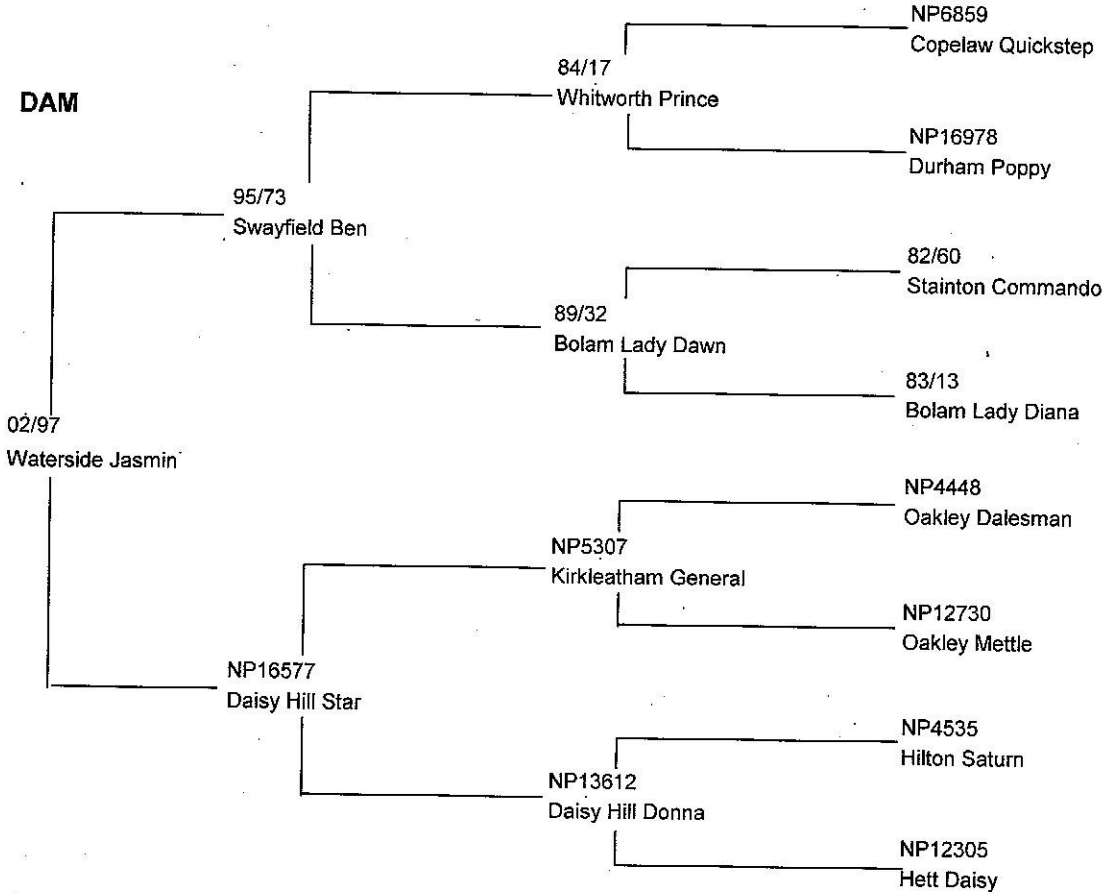 NP6859
Copelaw Quickstep
84/17
Whitworth Prince
DAM
NP16978
Durham Poppy
95/73
Swayfield Ben
82/60
Stainton Commando
89/32
Bolam Lady Dawn
83/13
Bolam Lady Diana
02/97
Waterside Jasmin
NP4448
Oakley Dalesman
NP5307
Kirkleatham General
NP12730
Oakley Mettle
NP16577
Daisy Hill Star
NP4535
Hilton Saturn
NP13612
Daisy Hill Donna
NP12305
Hett Daisy